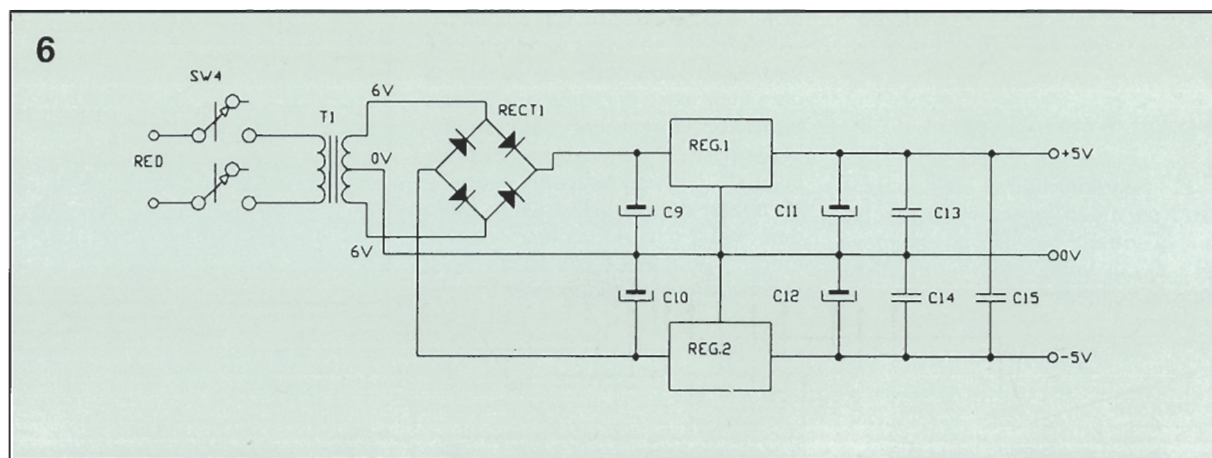 6
SW4
RED
T1
6V
0V
6V
RECT1
REG.1
C9
C11
C13
+5V
0V
C10
C12
C14
C15
REG.2
-5V